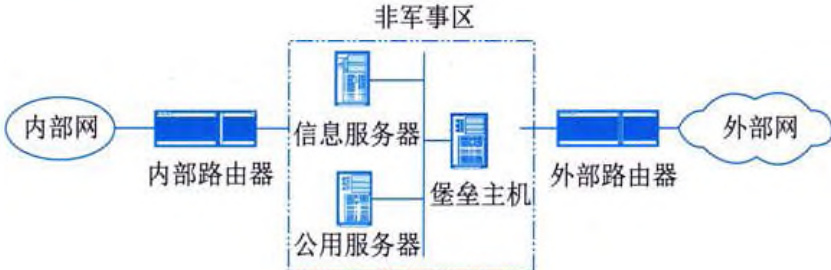 非军事区
内部网
信息服务器
外部网
内部路由器
堡垒主机
外部路由器
公用服务器